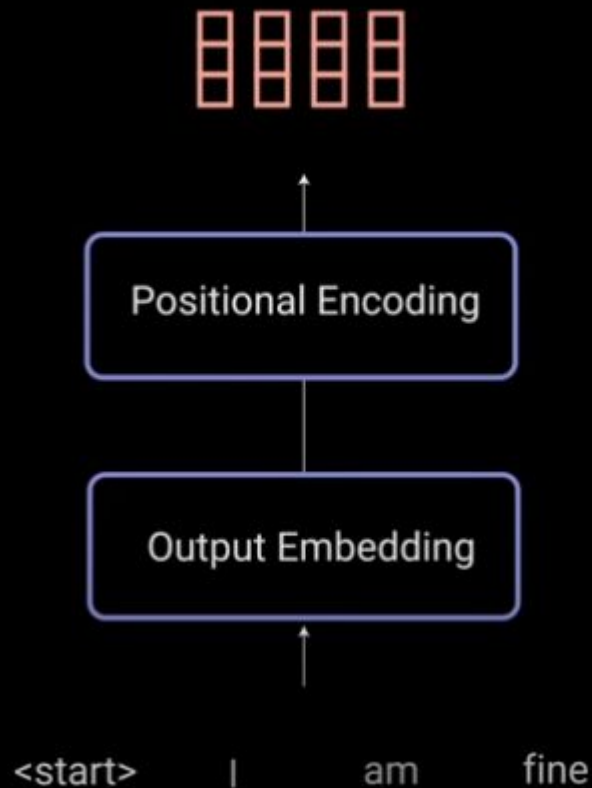 Positional Encoding
Output Embedding
<start> I am fine